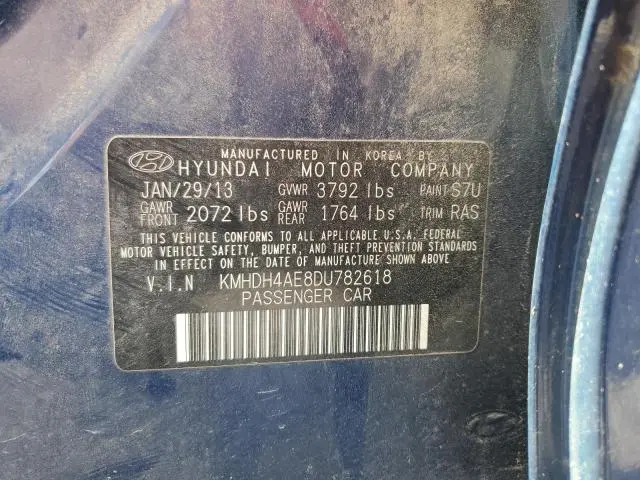 MANUFACTURED IN KOREA BY
HYUNDAI MOTOR COMPANY
JAN/29/13 GVWR 3792 lbs PAINT S7U
GAWR FRONT 2072 lbs GAWR REAR 1764 lbs TRIM RAS
THIS VEHICLE CONFORMS TO ALL APPLICABLE U.S.A. FEDERAL
MOTOR VEHICLE SAFETY, BUMPER, AND THEFT PREVENTION STANDARDS
IN EFFECT ON THE DATE OF MANUFACTURE SHOWN ABOVE.
V.I.N KMHDH4AE8DU782618
PASSENGER CAR